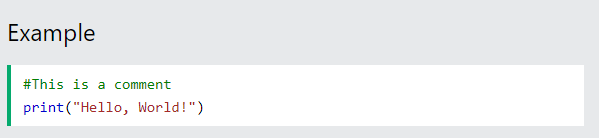 Example
#This is a comment
print("Hello, World!")